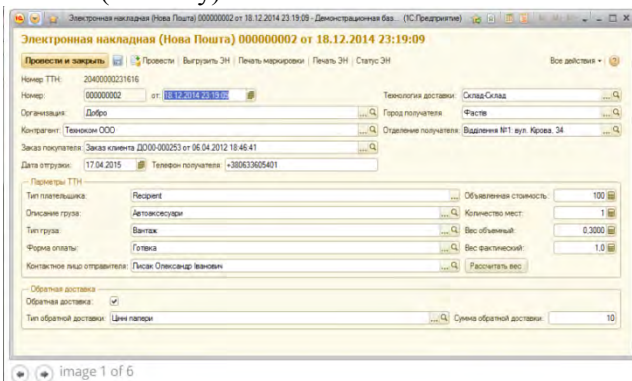 Электронная накладная (Нова Пошта) 000000002 от 18.12.2014 23:19:09 - Демонстрационная баз... (1С:Предприятие)
Электронная накладная (Нова Пошта) 000000002 от 18.12.2014 23:19:09
Провести и закрыть Провести Выгрузить ЭН Печать маркировки Печать ЭН Статус ЭН Все действия
Номер ТТН: 20400000231616
Номер: 000000002 от: 18.12.2014 23:19:09 Технология доставки: Склад-Склад
Организация: Добро Город получателя: Фастів
Контрагент: Техноком ООО Отделение получателя: Відділення №1 вул. Кірова, 34
Заказ покупателя: Заказ клиента ДО00-000253 от 06.04.2012 18:46:41
Дата отгрузки: 17.04.2015 Телефон получателя: +380633605401
Параметры ТТН
Тип плательщика: Recipient Объявленная стоимость: 100
Описание груза: Автоаксесуари Количество мест: 1
Тип груза: Вантаж Вес объемный: 0,3000
Форма оплаты: Готівка Вес фактический: 1,0
Контактное лицо отправителя: Писак Олександр Іванович Рассчитать вес
Обратная доставка
Обратная доставка:
Тип обратной доставки: Цінні папери Сумма обратной доставки: 10
image 1 of 6